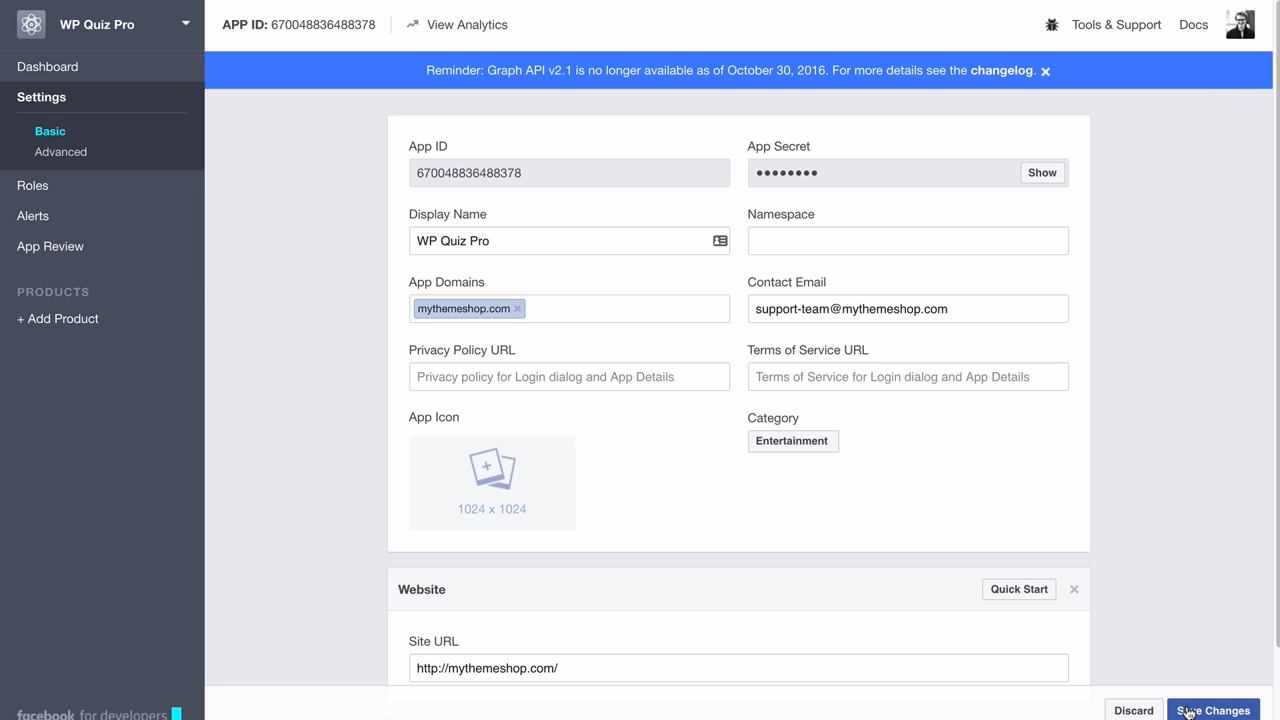 WP Quiz Pro
APP ID: 670048836488378
View Analytics
Tools & Support
Docs
Dashboard
Settings
Basic
Advanced
Roles
Alerts
App Review
PRODUCTS
+ Add Product
facebook for developers
Reminder: Graph API v2.1 is no longer available as of October 30, 2016. For more details see the changelog.
App ID
670048836488378
App Secret
Show
Display Name
WP Quiz Pro
Namespace
App Domains
mythemeshop.com
Contact Email
support-team@mythemeshop.com
Privacy Policy URL
Privacy policy for Login dialog and App Details
Terms of Service URL
Terms of Service for Login dialog and App Details
App Icon
1024 x 1024
Category
Entertainment
Website
Quick Start
Site URL
http://mythemeshop.com/
Discard
Save Changes